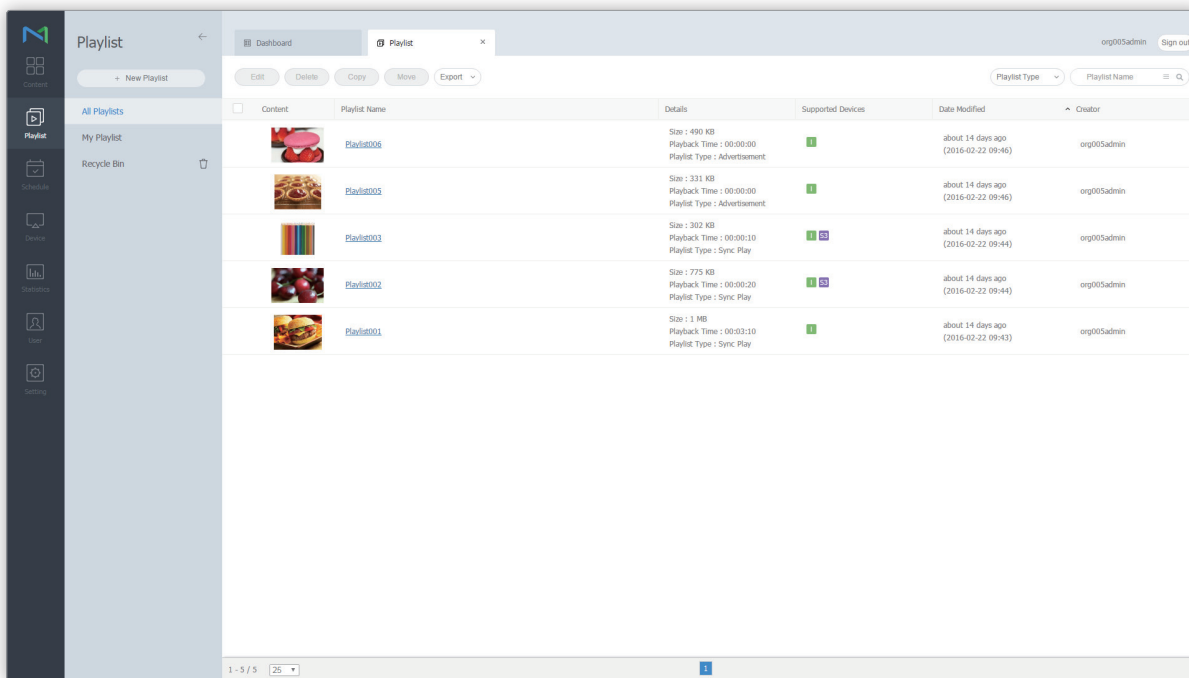 Playlist
Dashboard
Playlist
org005admin
Sign out
Content
+ New Playlist
Edit
Delete
Copy
Move
Export
Playlist Type
Playlist Name
All Playlists
My Playlist
Recycle Bin
Playlist
Schedule
Device
Statistics
User
Setting
Content
Playlist Name
Details
Supported Devices
Date Modified
Creator
Playlist006
Size : 490 KB
Playback Time : 00:00:00
Playlist Type : Advertisement
I
about 14 days ago
(2016-02-22 09:46)
org005admin
Playlist005
Size : 331 KB
Playback Time : 00:00:00
Playlist Type : Advertisement
I
about 14 days ago
(2016-02-22 09:46)
org005admin
Playlist003
Size : 302 KB
Playback Time : 00:00:10
Playlist Type : Sync Play
I S3
about 14 days ago
(2016-02-22 09:44)
org005admin
Playlist002
Size : 775 KB
Playback Time : 00:00:20
Playlist Type : Sync Play
I S3
about 14 days ago
(2016-02-22 09:44)
org005admin
Playlist001
Size : 1 MB
Playback Time : 00:03:10
Playlist Type : Sync Play
I
about 14 days ago
(2016-02-22 09:43)
org005admin
1 - 5 / 5
25
1